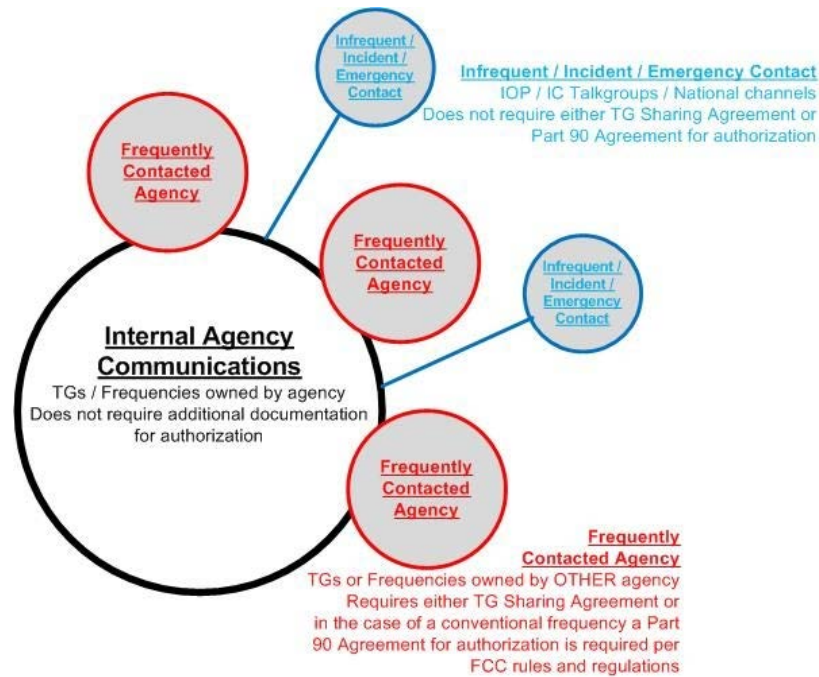 Infrequent /
Incident /
Emergency
Contact
Infrequent / Incident / Emergency Contact
IOP / IC Talkgroups / National channels
Does not require either TG Sharing Agreement or
Part 90 Agreement for authorization
Frequently
Contacted
Agency
Frequently
Contacted
Agency
Infrequent /
Incident /
Emergency
Contact
Internal Agency
Communications
TGs / Frequencies owned by agency
Does not require additional documentation
for authorization
Frequently
Contacted
Agency
Frequently
Contacted Agency
TGs or Frequencies owned by OTHER agency
Requires either TG Sharing Agreement or
in the case of a conventional frequency a Part
90 Agreement for authorization is required per
FCC rules and regulations